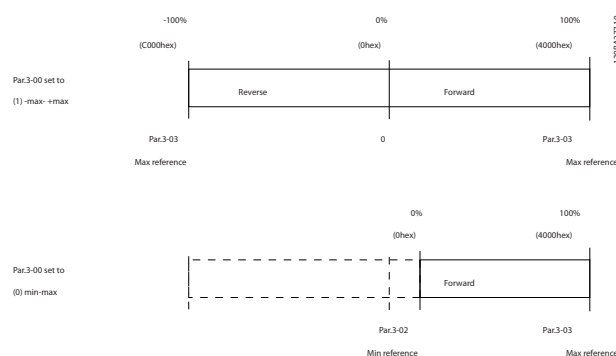 -100% 0% 100%
(C000hex) (0hex) (4000hex)
Par.3-00 set to
(1) -max- +max
Reverse Forward
Par.3-03 0 Par.3-03
Max reference Max reference
0% 100%
(0hex) (4000hex)
Par.3-00 set to
(0) min-max
Forward
Par.3-02 Par.3-03
Min reference Max reference